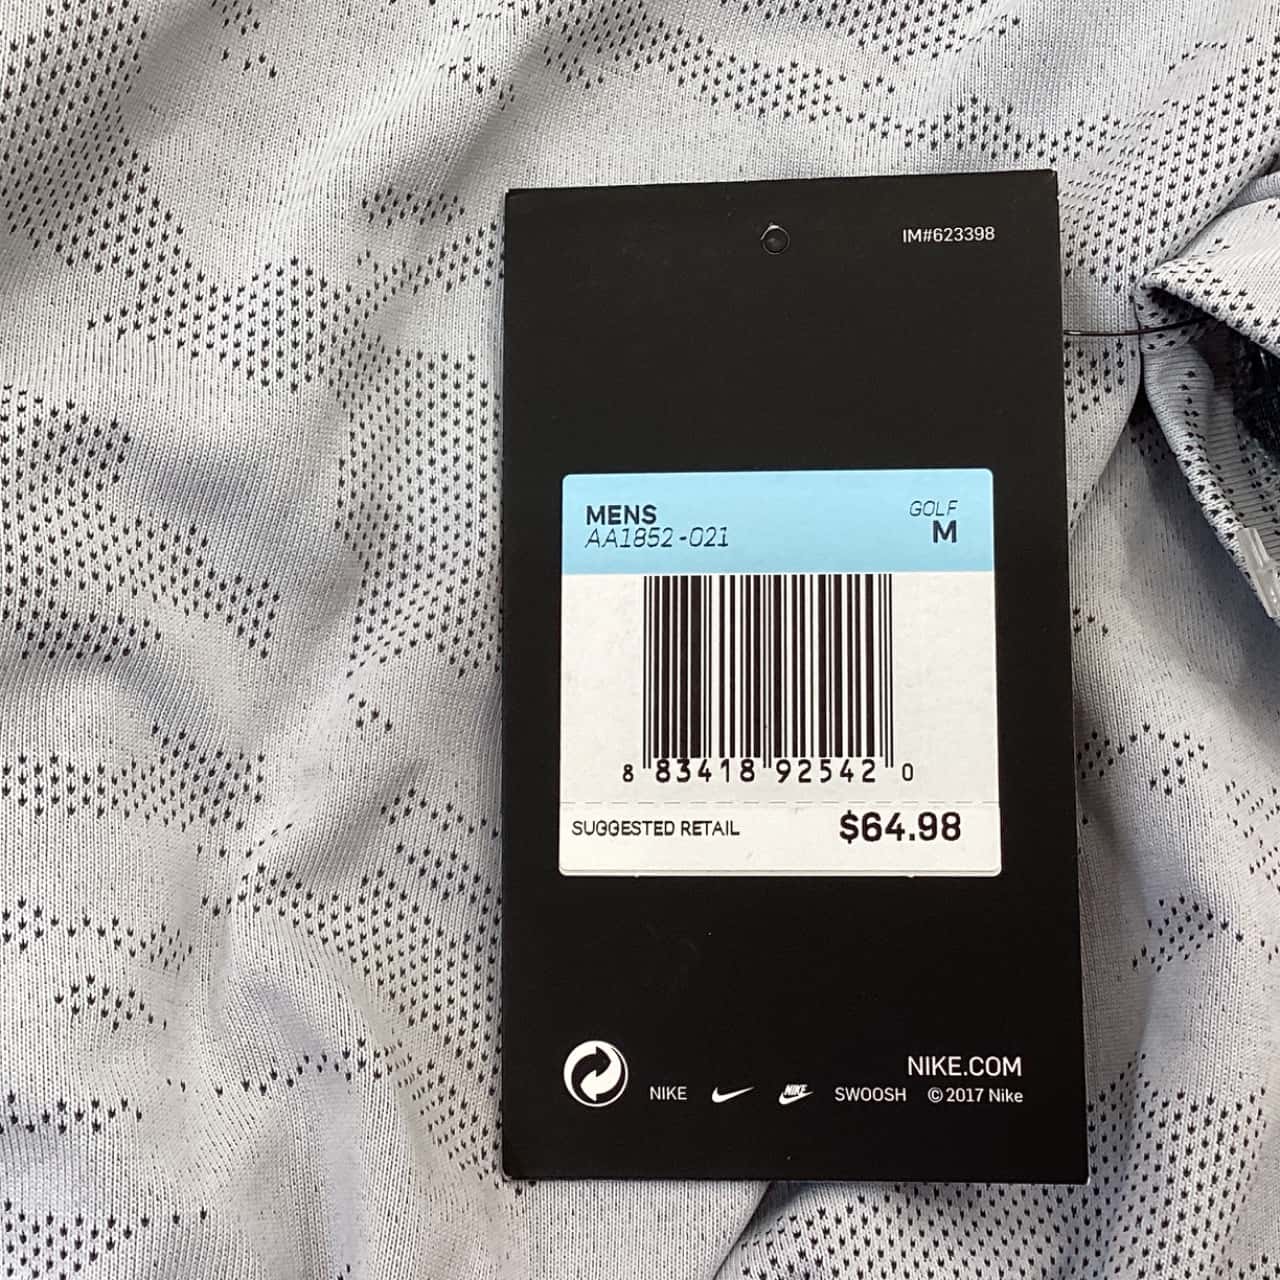 IM#623398
MENS GOLF
AA1852-021 M
8 83418 92542 0
SUGGESTED RETAIL $64.98
NIKE.COM
NIKE NIKE SWOOSH © 2017 Nike